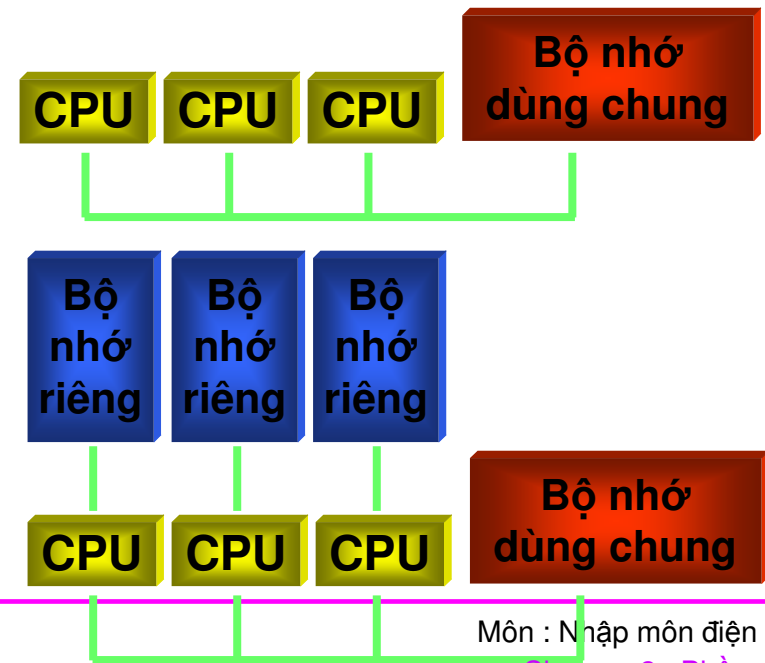 CPU CPU CPU
Bộ nhớ
dùng chung
Bộ Bộ Bộ
nhớ nhớ nhớ
riêng riêng riêng
CPU CPU CPU
Bộ nhớ
dùng chung
Môn : Nhập môn điện